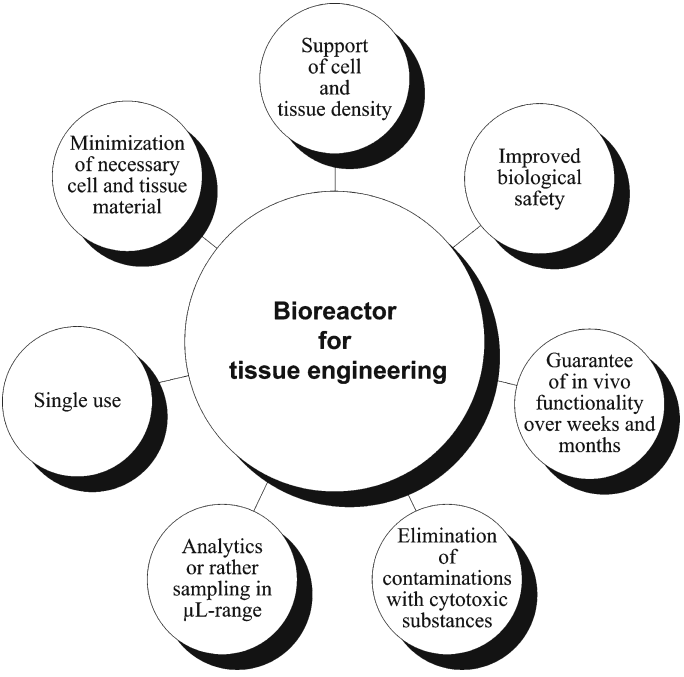 Support
of cell
and
tissue density
Improved
biological
safety
Guarantee
of in vivo
functionality
over weeks and
months
Elimination
of
contaminations
with cytotoxic
substances
Analytics
or rather
sampling in
µL-range
Single use
Minimization
of necessary
cell and tissue
material
Bioreactor
for
tissue engineering